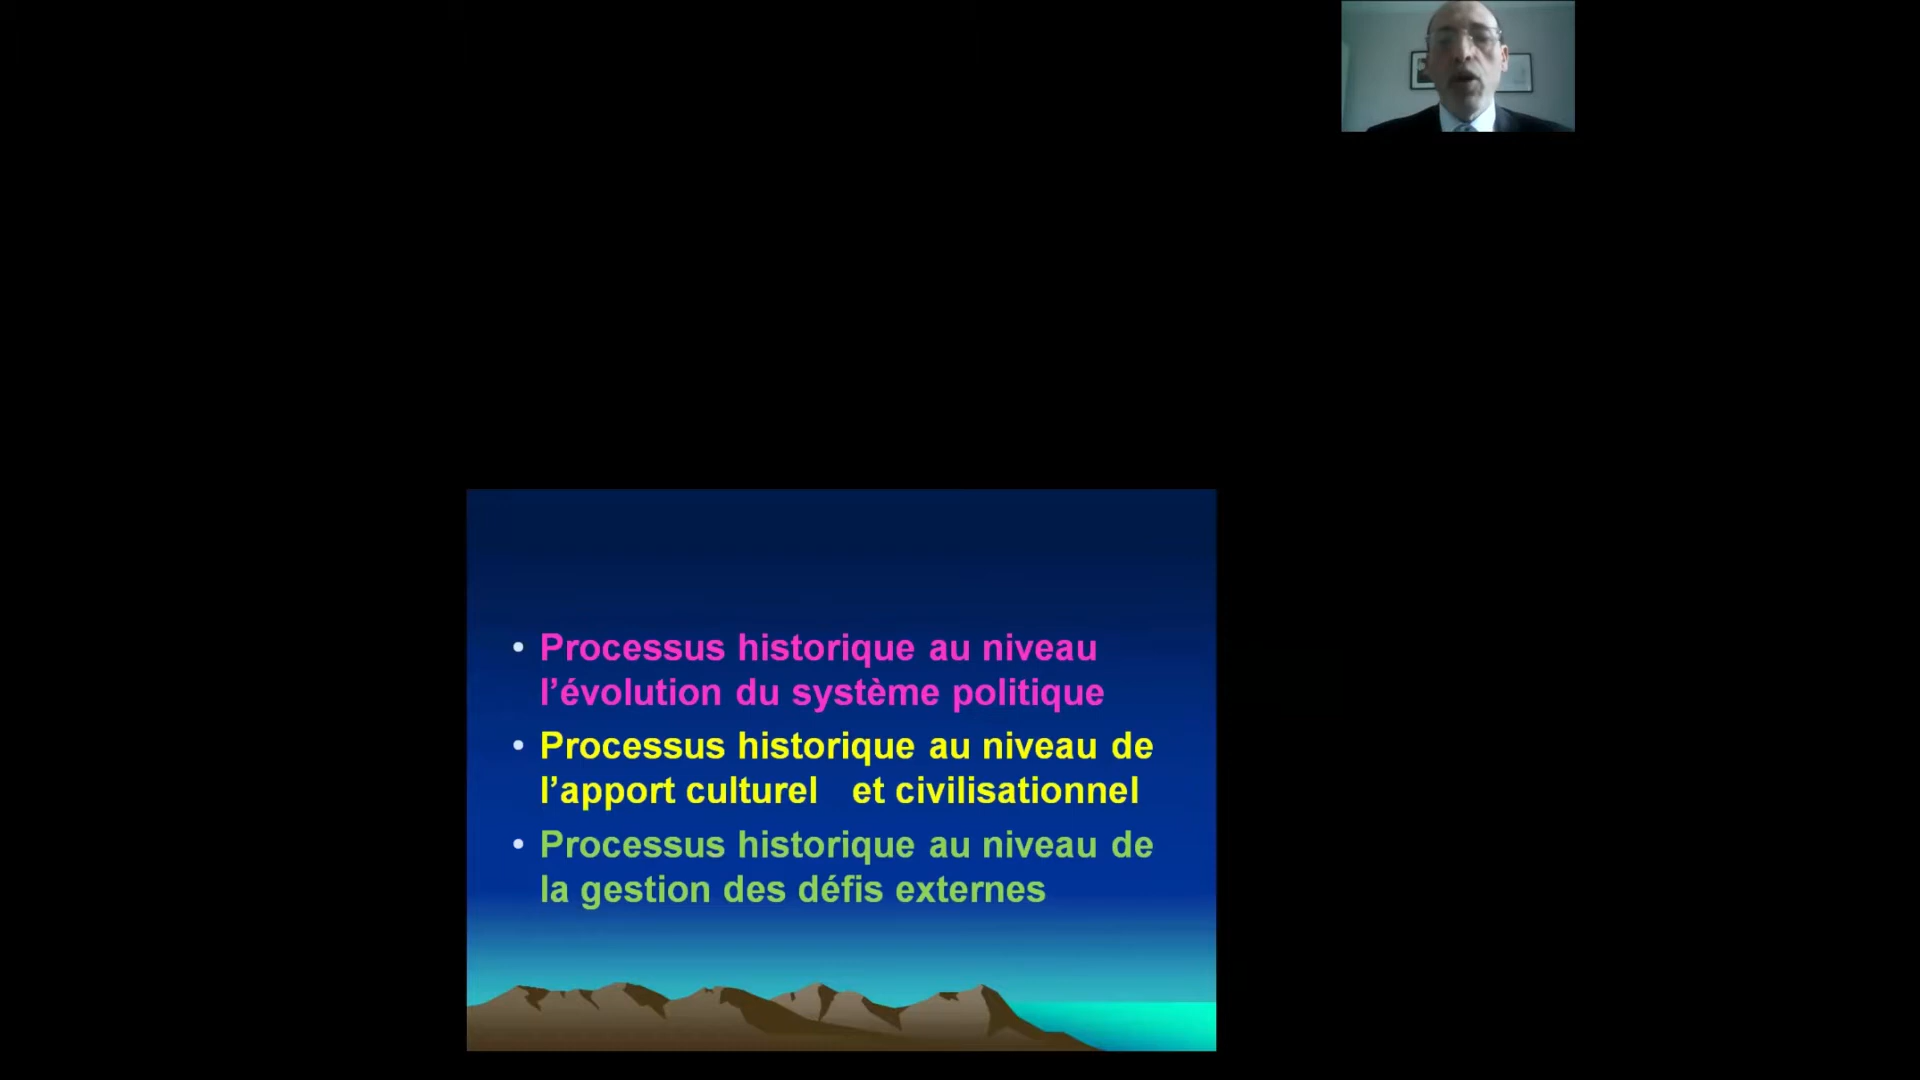 • Processus historique au niveau
l’évolution du système politique
• Processus historique au niveau de
l’apport culturel et civilisationnel
• Processus historique au niveau de
la gestion des défis externes